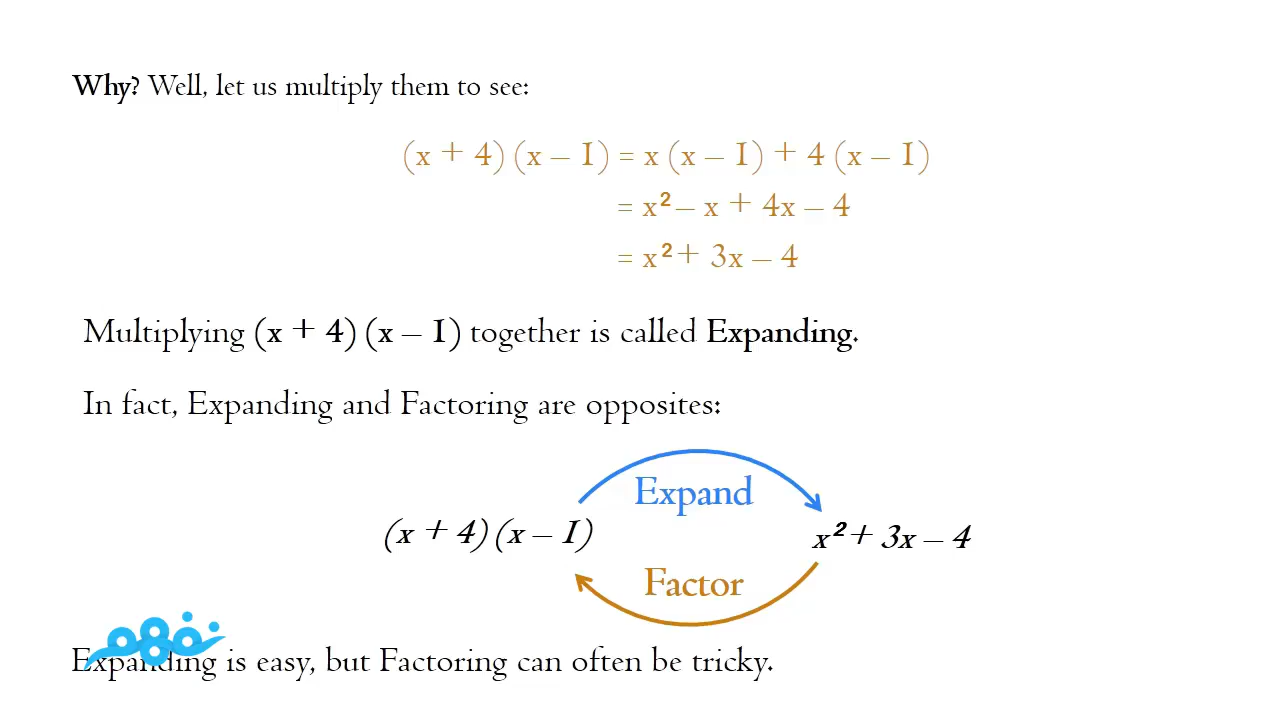 Why? Well, let us multiply them to see:
(x + 4) (x – 1) = x (x – 1) + 4 (x – 1)
= x² – x + 4x – 4
= x² + 3x – 4
Multiplying (x + 4) (x – 1) together is called Expanding.
In fact, Expanding and Factoring are opposites:
Expand
(x + 4) (x – 1)
x² + 3x – 4
Factor
نفهم
Expanding is easy, but Factoring can often be tricky.